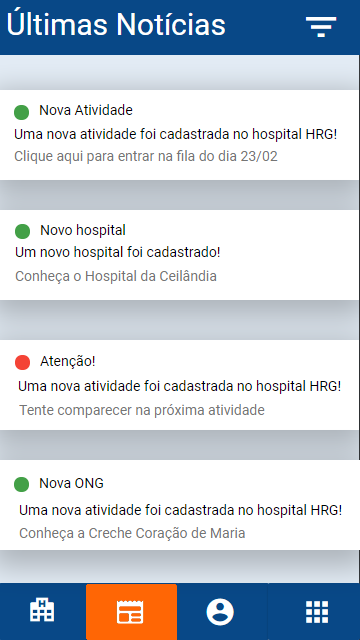 Últimas Notícias
Nova Atividade
Uma nova atividade foi cadastrada no hospital HRG!
Clique aqui para entrar na fila do dia 23/02
Novo hospital
Um novo hospital foi cadastrado!
Conheça o Hospital da Ceilândia
Atenção!
Uma nova atividade foi cadastrada no hospital HRG!
Tente comparecer na próxima atividade
Nova ONG
Uma nova atividade foi cadastrada no hospital HRG!
Conheça a Creche Coração de Maria